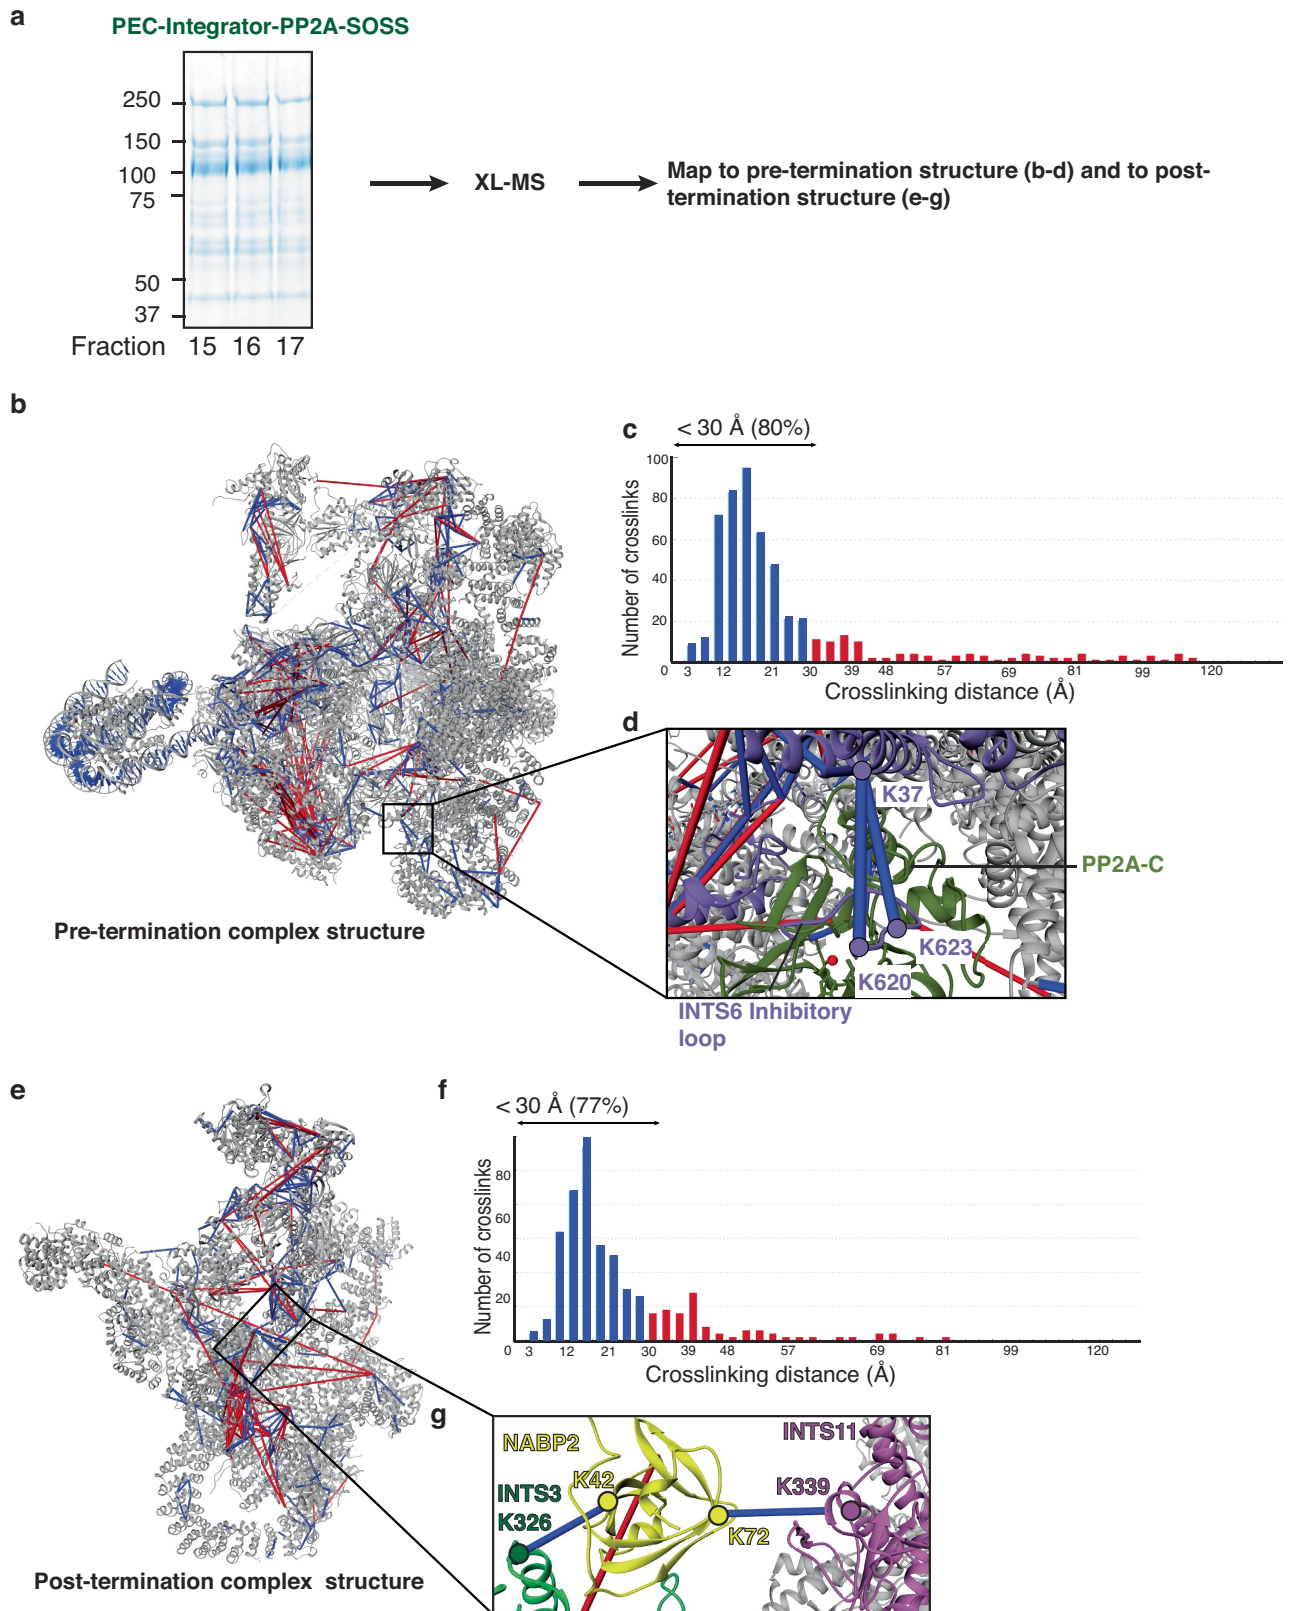 a
PEC-Integrator-PP2A-SOSS
250
150
100
75
50
37
Fraction 15 16 17
XL-MS
Map to pre-termination structure (b-d) and to post-
termination structure (e-g)
b
Pre-termination complex structure
c
< 30 Å (80%)
Number of crosslinks
100
80
60
40
20
0 3 12 21 30 39 48 57 69 81 99 120
Crosslinking distance (Å)
d
K37
PP2A-C
K623
K620
INTS6 Inhibitory
loop
e
Post-termination complex structure
f
< 30 Å (77%)
Number of crosslinks
80
60
40
20
0 3 12 21 30 39 48 57 69 81 99 120
Crosslinking distance (Å)
g
NABP2
INTS11
K42
K339
INTS3
K326
K72